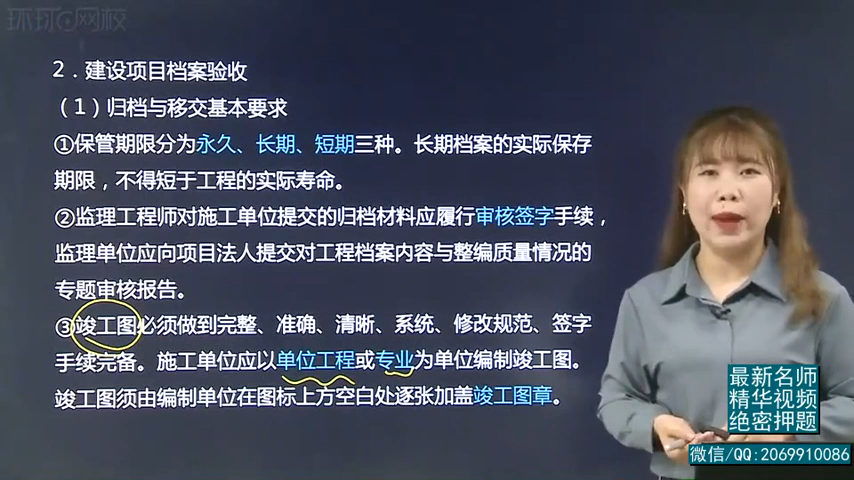 环球网校
2．建设项目档案验收
（1）归档与移交基本要求
①保管期限分为永久、长期、短期三种。长期档案的实际保存
期限，不得短于工程的实际寿命。
②监理工程师对施工单位提交的归档材料应履行审核签字手续，
监理单位应向项目法人提交对工程档案内容与整编质量情况的
专题审核报告。
③竣工图必须做到完整、准确、清晰、系统、修改规范、签字
手续完备。施工单位应以单位工程或专业为单位编制竣工图。
竣工图须由编制单位在图标上方空白处逐张加盖竣工图章。
最新名师
精华视频
绝密押题
微信/QQ:2069910086